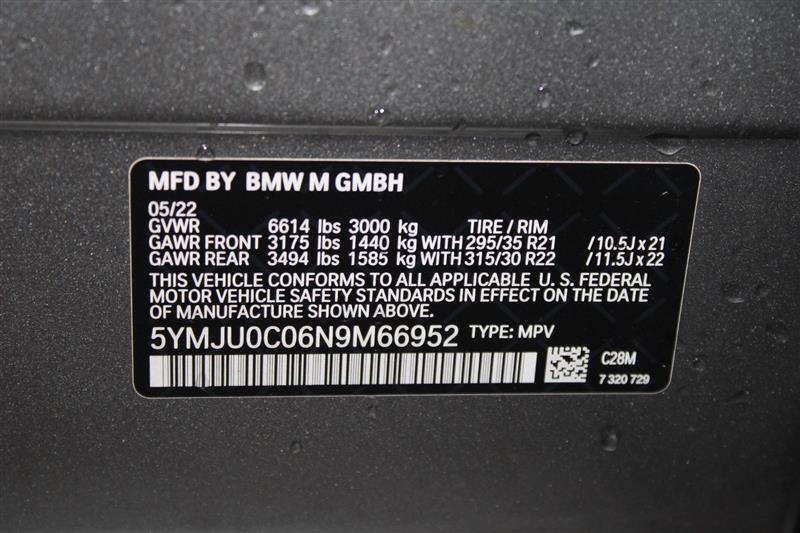 MFD BY BMW M GMBH
05/22
GVWR 6614 lbs 3000 kg TIRE / RIM
GAWR FRONT 3175 lbs 1440 kg WITH 295/35 R21 /10.5J x 21
GAWR REAR 3494 lbs 1585 kg WITH 315/30 R22 /11.5J x 22
THIS VEHICLE CONFORMS TO ALL APPLICABLE U. S. FEDERAL
MOTOR VEHICLE SAFETY STANDARDS IN EFFECT ON THE DATE
OF MANUFACTURE SHOWN ABOVE.
5YMJU0C06N9M66952 TYPE: MPV
C28M
7 320 729